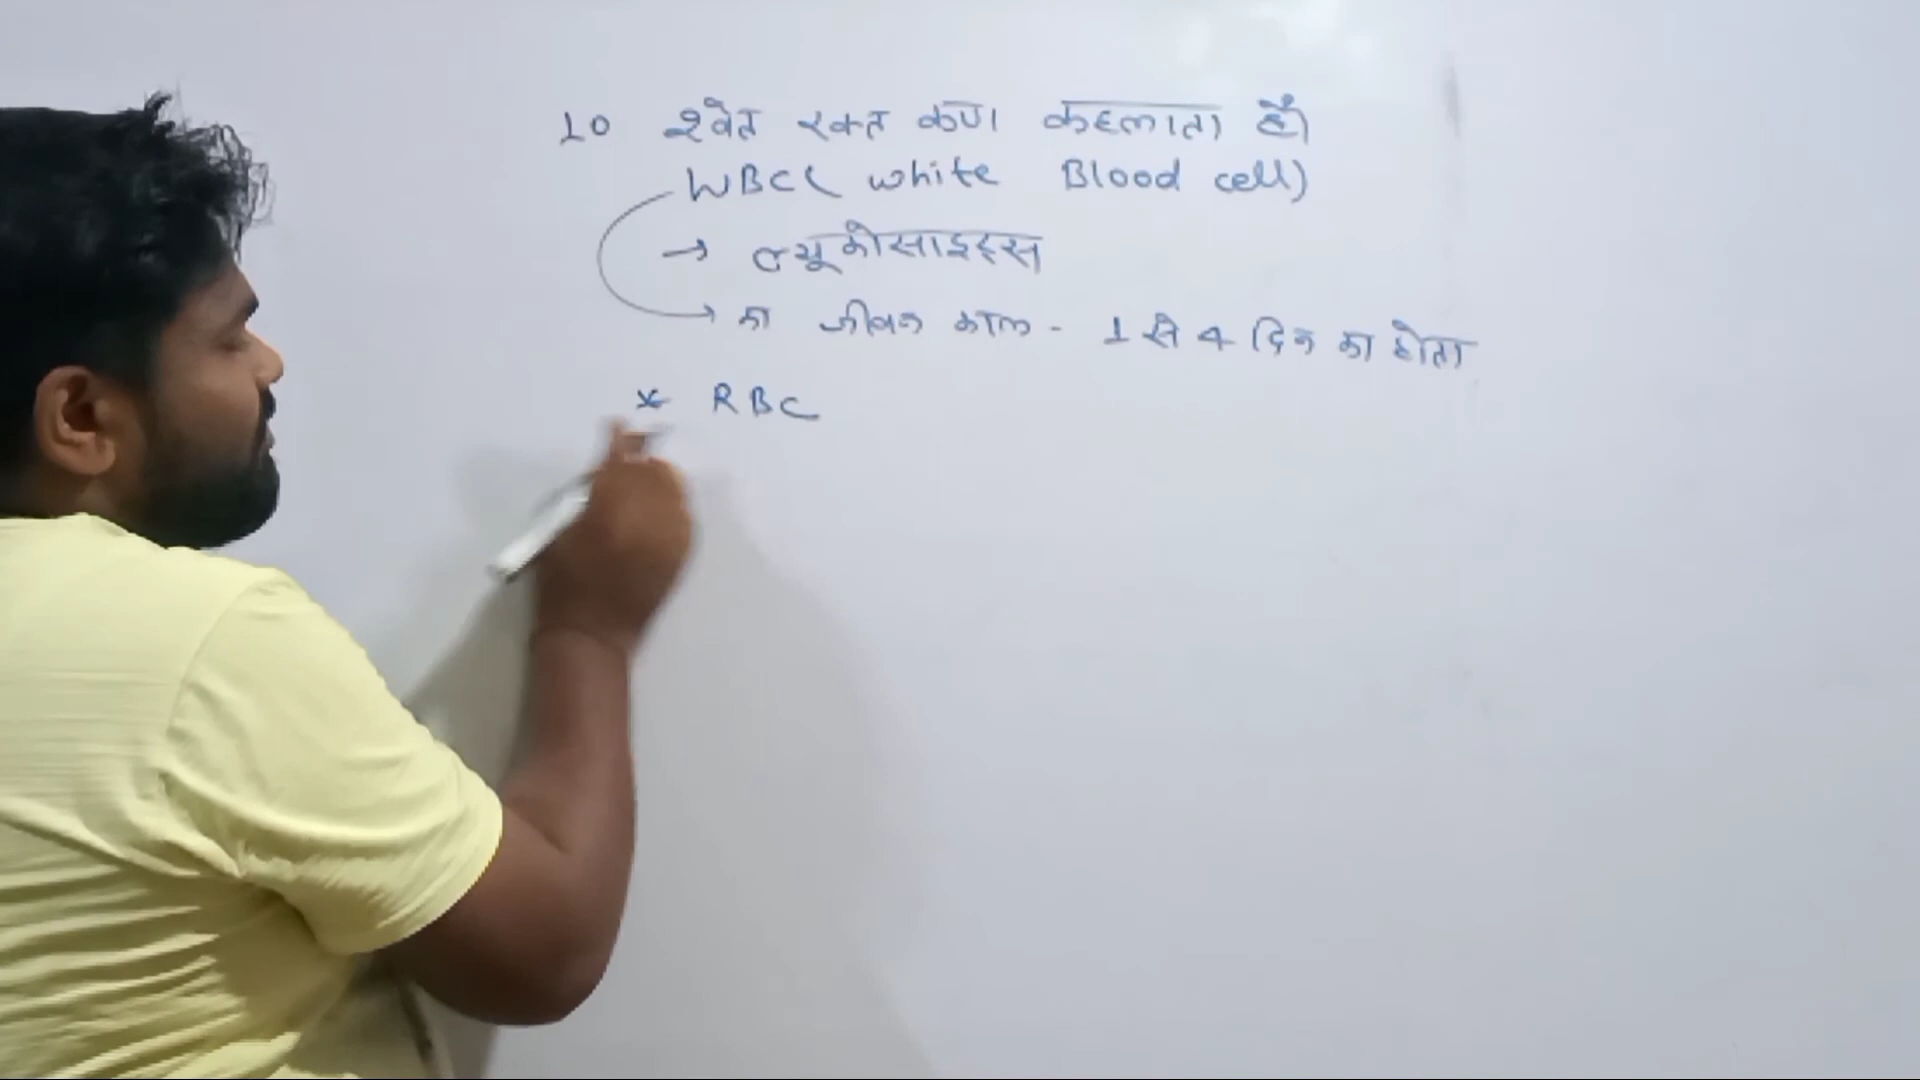 10 श्वेत रक्त कण कहलाता है।
WBC( white Blood cell)
→ ल्यूकोसाइट्स
→ का जीवन काल - 1 से 4 दिन का होता
* RBC